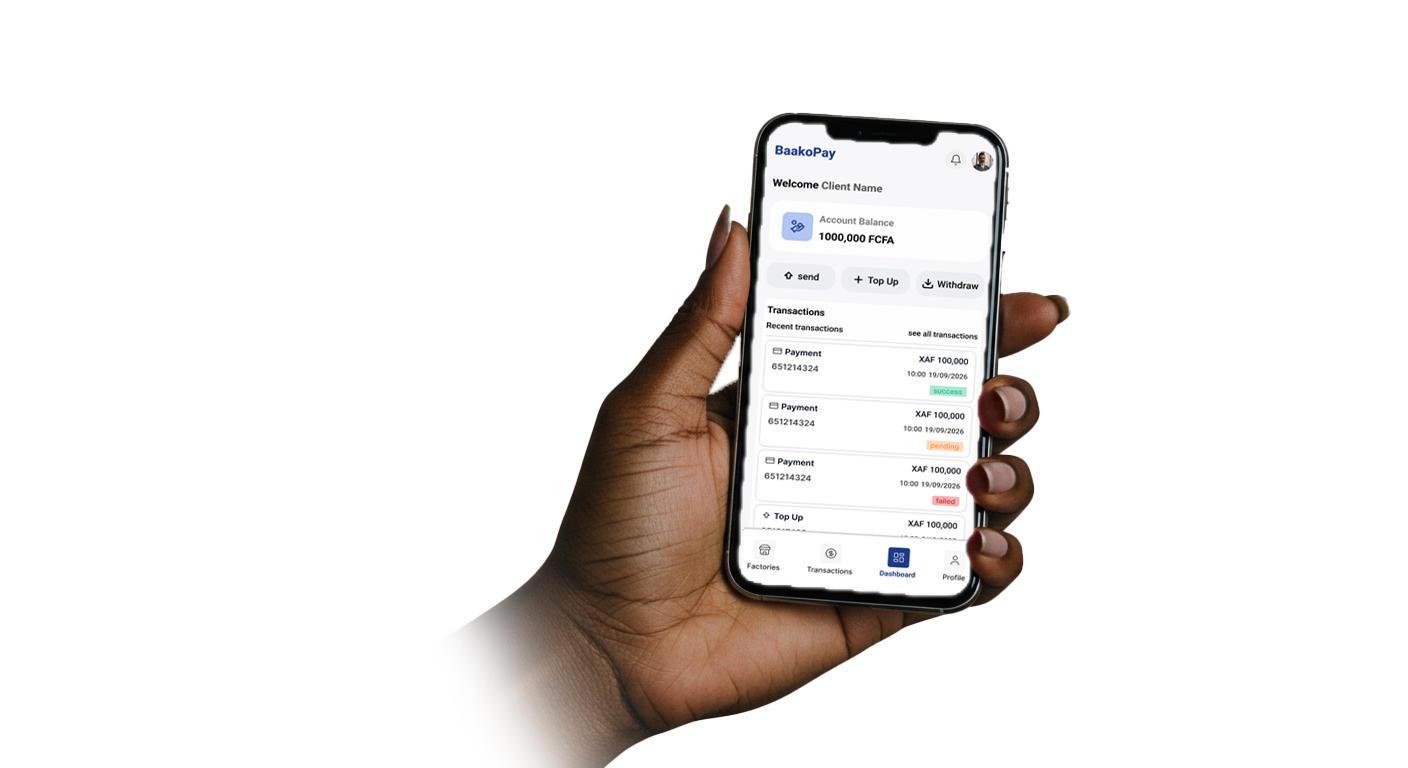 BaakoPay
Welcome Client Name
Account Balance
1000,000 FCFA
send
Top Up
Withdraw
Transactions
Recent transactions
see all transactions
Payment
XAF 100,000
651214324
10:00 19/09/2026
success
Payment
XAF 100,000
651214324
10:00 19/09/2026
pending
Payment
XAF 100,000
651214324
10:00 19/09/2026
failed
Top Up
XAF 100,000
Factories
Transactions
Dashboard
Profile